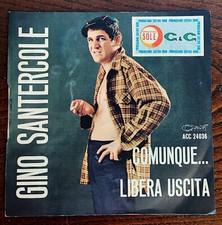 GINO SANTERCOLE
SOLE
G&G
COMUNQUE...
ACC 24036
LIBERA USCITA